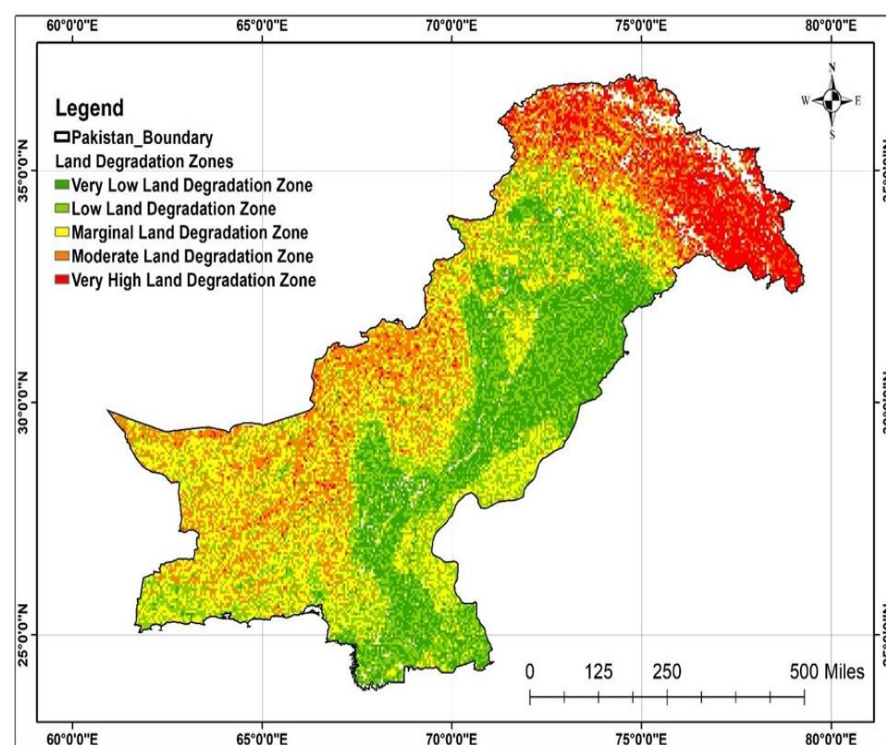 60°0'0"E 65°0'0"E 70°0'0"E 75°0'0"E 80°0'0"E
N
W E
S
Legend
Pakistan_Boundary
Land Degradation Zones
Very Low Land Degradation Zone
Low Land Degradation Zone
Marginal Land Degradation Zone
Moderate Land Degradation Zone
Very High Land Degradation Zone
35°0'0"N
30°0'0"N
25°0'0"N
0 125 250 500 Miles
60°0'0"E 65°0'0"E 70°0'0"E 75°0'0"E 80°0'0"E